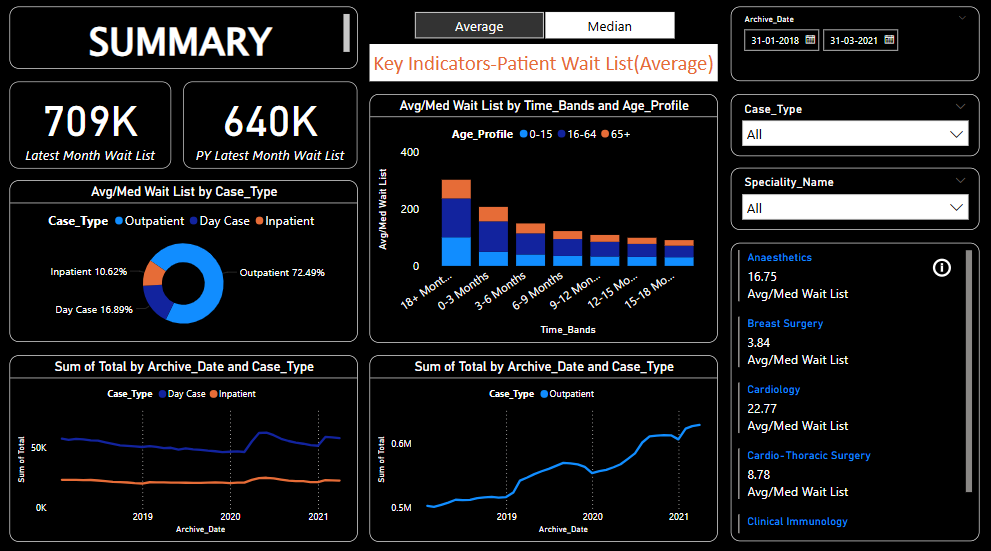 SUMMARY
709K
Latest Month Wait List
640K
PY Latest Month Wait List
Average
Median
Key Indicators-Patient Wait List(Average)
Archive_Date
31-01-2018
31-03-2021
Case_Type
All
Speciality_Name
All
Avg/Med Wait List by Case_Type
Case_Type Outpatient Day Case Inpatient
Inpatient 10.62%
Outpatient 72.49%
Day Case 16.89%
Avg/Med Wait List by Time_Bands and Age_Profile
Age_Profile 0-15 16-64 65+
Avg/Med Wait List
400
200
0
18+ Mont...
0-3 Months
3-6 Months
6-9 Months
9-12 Mon...
12-15 Mo...
15-18 Mo...
Time_Bands
Anaesthetics
16.75
Avg/Med Wait List
Breast Surgery
3.84
Avg/Med Wait List
Cardiology
22.77
Avg/Med Wait List
Cardio-Thoracic Surgery
8.78
Avg/Med Wait List
Clinical Immunology
Sum of Total by Archive_Date and Case_Type
Case_Type Day Case Inpatient
Sum of Total
50K
0K
2019
2020
2021
Archive_Date
Sum of Total by Archive_Date and Case_Type
Case_Type Outpatient
Sum of Total
0.6M
0.5M
2019
2020
2021
Archive_Date